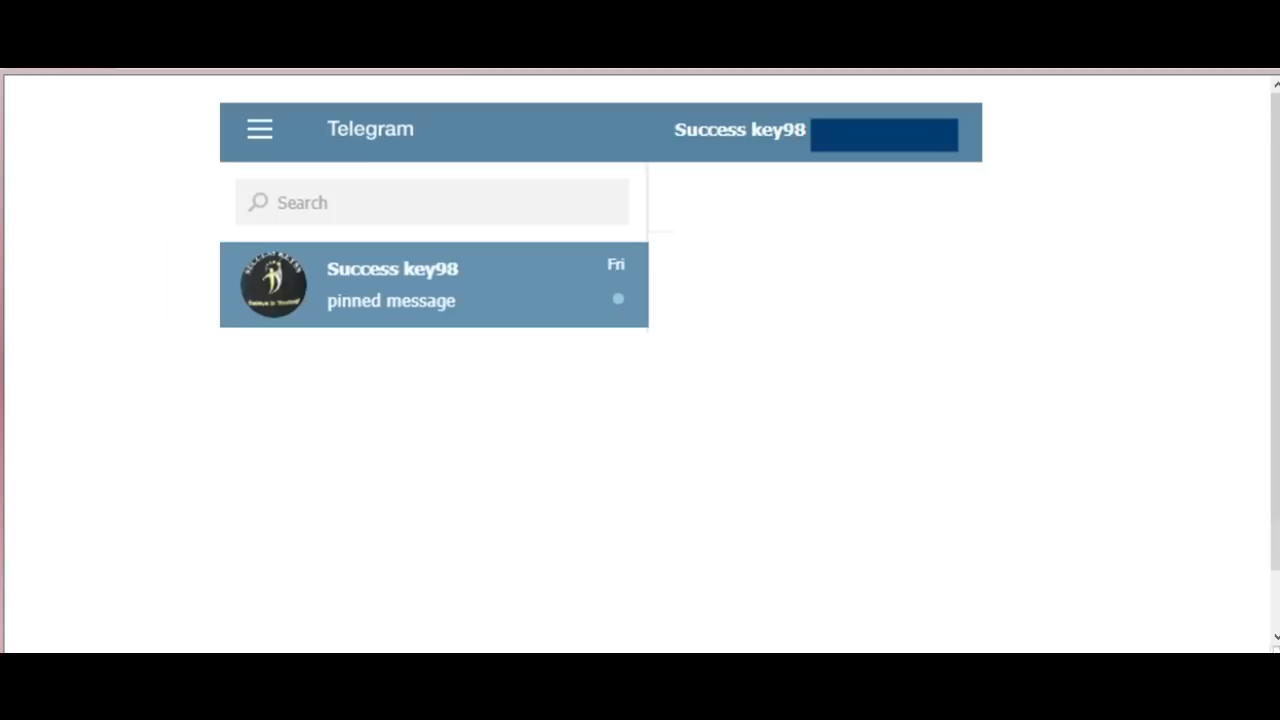 Telegram
Success key98
Search
Success key98
Fri
pinned message